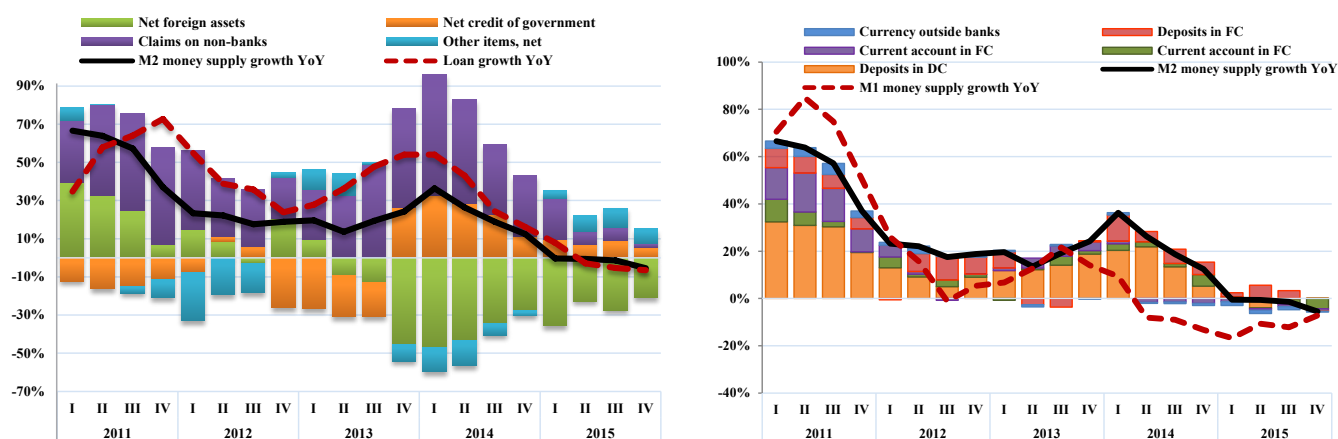 Net foreign assets
Net credit of government
Claims on non-banks
Other items, net
M2 money supply growth YoY
Loan growth YoY
90%
70%
50%
30%
10%
-10%
-30%
-50%
-70%
I II III IV I II III IV I II III IV I II III IV I II III IV
2011 2012 2013 2014 2015
Currency outside banks
Deposits in FC
Current account in FC
Current account in FC
Deposits in DC
M2 money supply growth YoY
M1 money supply growth YoY
100%
80%
60%
40%
20%
0%
-20%
-40%
I II III IV I II III IV I II III IV I II III IV I II III IV
2011 2012 2013 2014 2015